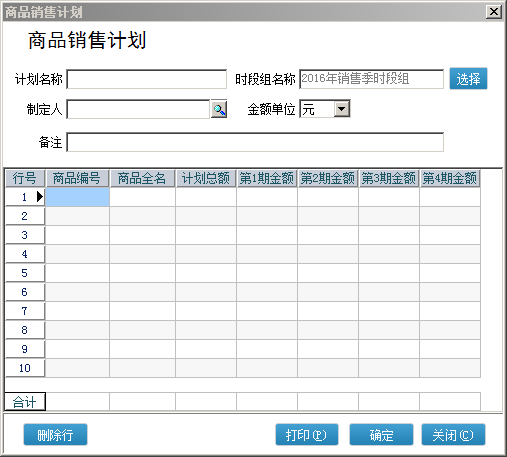 商品销售计划
商品销售计划
计划名称 时段组名称 2016年销售季时段组 选择
制定人 金额单位 元
备注
行号 商品编号 商品全名 计划总额 第1期金额 第2期金额 第3期金额 第4期金额
1
2
3
4
5
6
7
8
9
10
合计
删除行 打印(P) 确定 关闭(C)